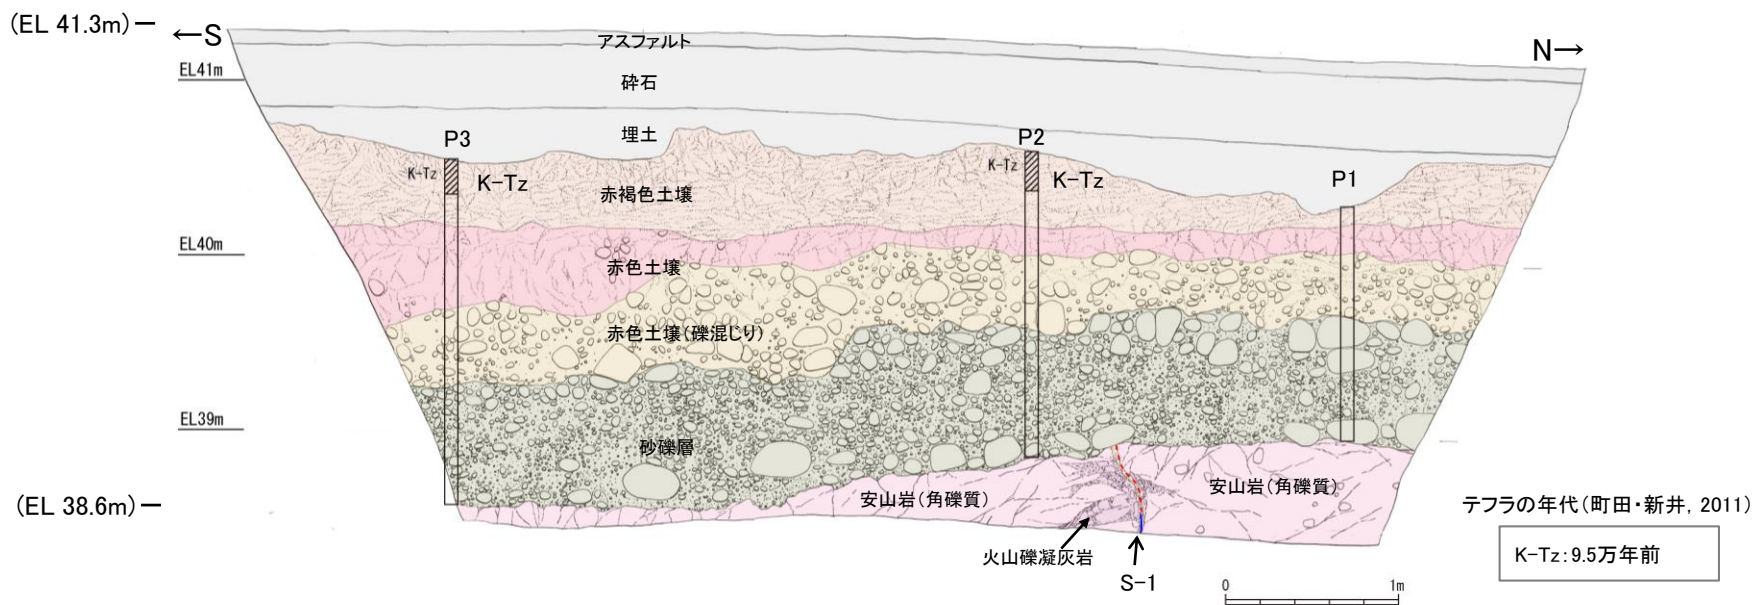 (EL 41.3m)
←S
アスファルト
N→
EL41m
砕石
埋土
P3
P2
P1
K-Tz
K-Tz
K-Tz
K-Tz
赤褐色土壌
EL40m
赤色土壌
赤色土壌(礫混じり)
EL39m
砂礫層
安山岩(角礫質)
安山岩(角礫質)
(EL 38.6m)
テフラの年代(町田・新井, 2011)
火山礫凝灰岩
K-Tz:9.5万年前
S-1
0
1m